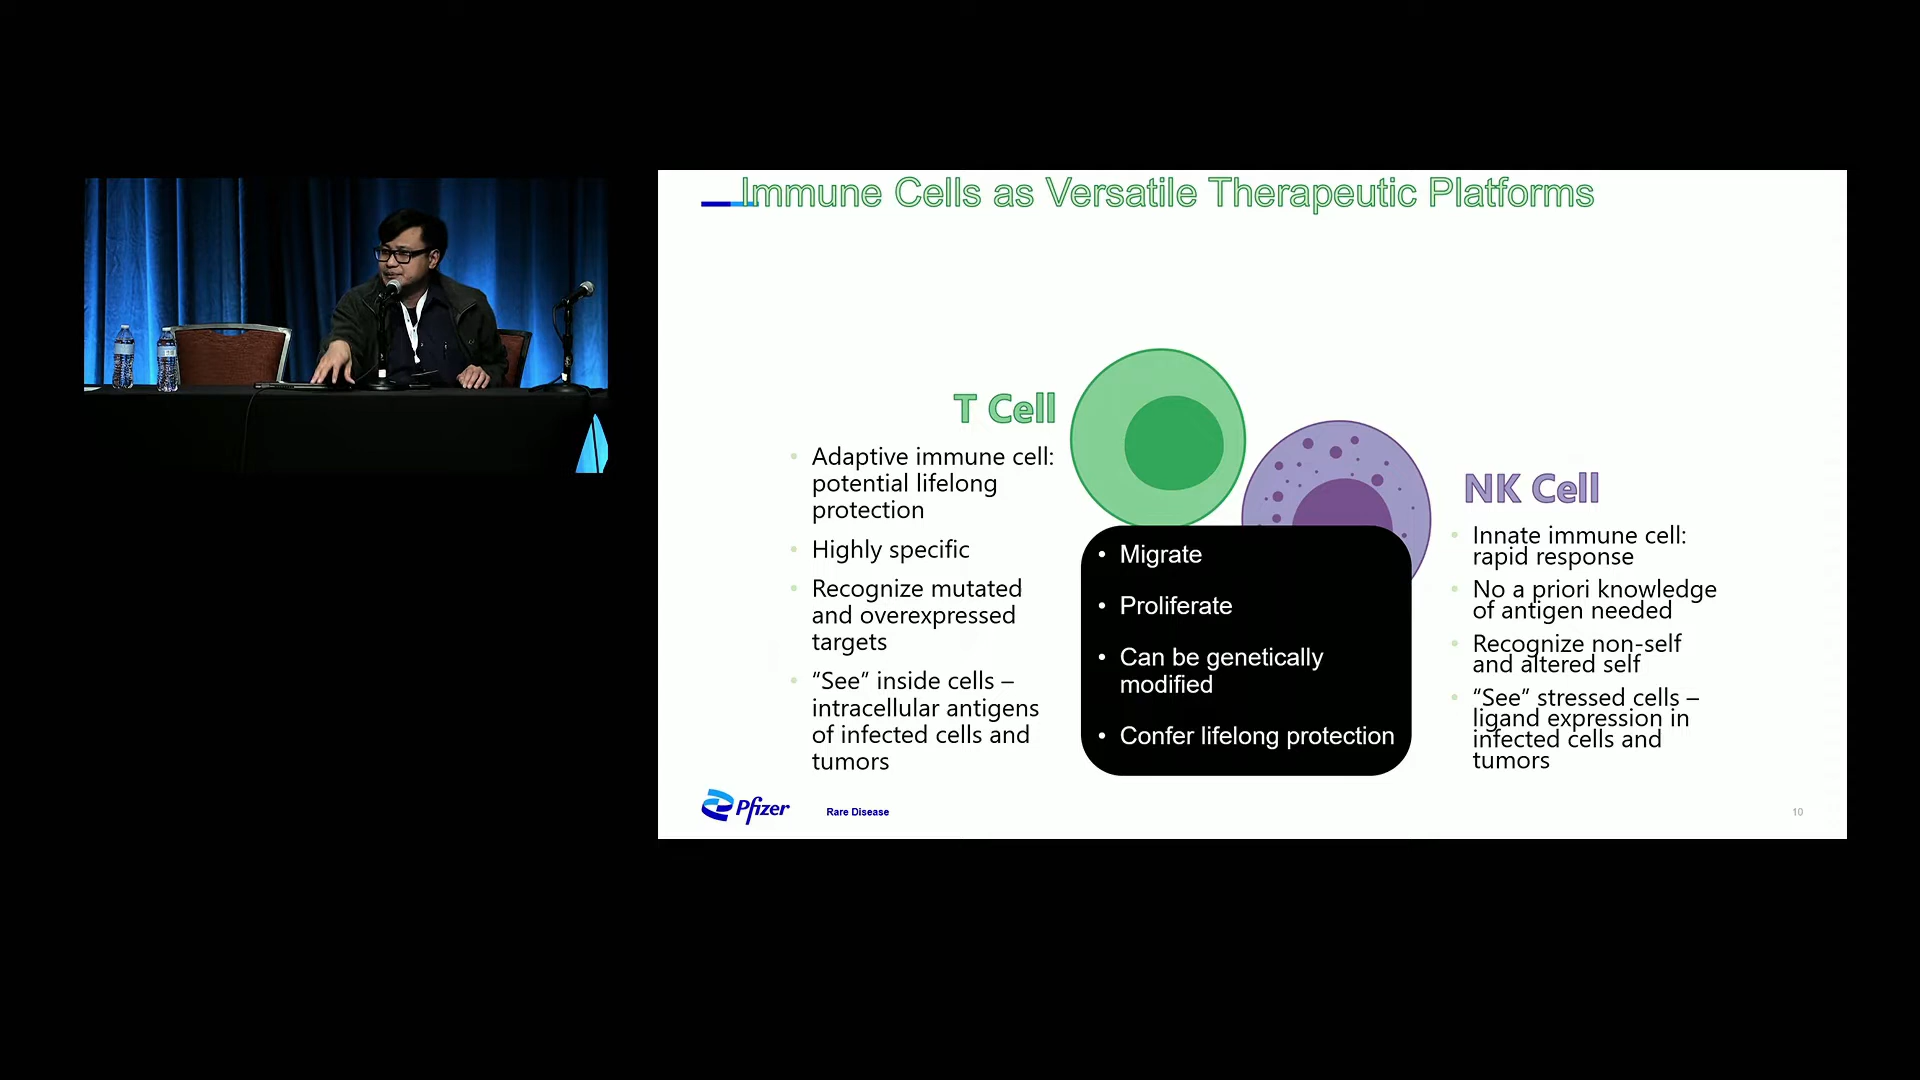 Immune Cells as Versatile Therapeutic Platforms
T Cell
• Adaptive immune cell:
potential lifelong
protection
• Highly specific
• Recognize mutated
and overexpressed
targets
• “See” inside cells –
intracellular antigens
of infected cells and
tumors
• Migrate
• Proliferate
• Can be genetically
modified
• Confer lifelong protection
NK Cell
• Innate immune cell:
rapid response
• No a priori knowledge
of antigen needed
• Recognize non-self
and altered self
• “See” stressed cells –
ligand expression in
infected cells and
tumors
Pfizer
Rare Disease
10